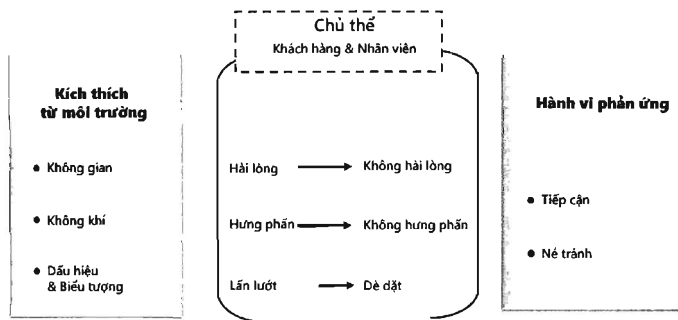 Chủ thể
Khách hàng & Nhân viên
Kích thích
từ môi trường
• Không gian
• Không khí
• Dấu hiệu
& Biểu tượng
Hài lòng
Không hài lòng
Hưng phấn
Không hưng phấn
Lấn lướt
Dè dặt
Hành vi phản ứng
• Tiếp cận
• Né tránh